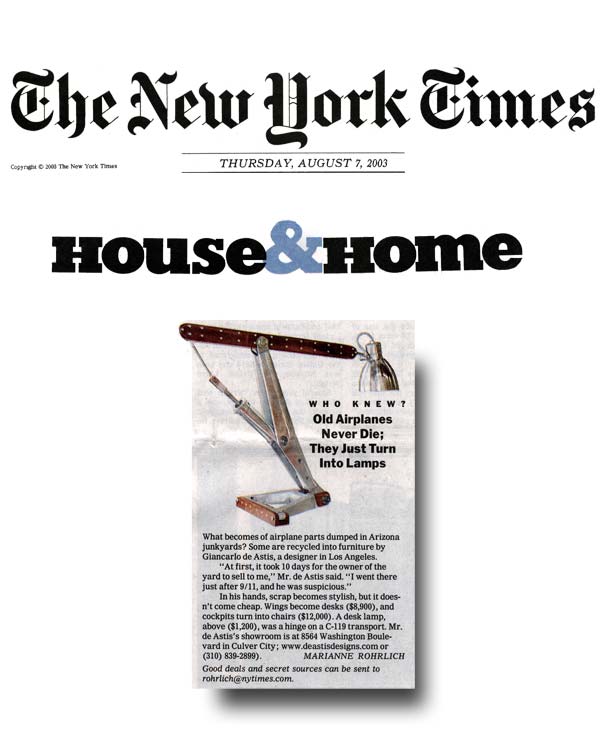 The New York Times
Copyright © 2003 The New York Times
THURSDAY, AUGUST 7, 2003
House&Home
WHO KNEW?
Old Airplanes
Never Die;
They Just Turn
Into Lamps
What becomes of airplane parts dumped in Arizona
junkyards? Some are recycled into furniture by
Giancarlo de Astis, a designer in Los Angeles.
“At first, it took 10 days for the owner of the
yard to sell to me,” Mr. de Astis said. “I went there
just after 9/11, and he was suspicious.”
In his hands, scrap becomes stylish, but it does-
n’t come cheap. Wings become desks ($8,900), and
cockpits turn into chairs ($12,000). A desk lamp,
above ($1,200), was a hinge on a C-119 transport. Mr.
de Astis’s showroom is at 8564 Washington Boule-
vard in Culver City; www.deastisdesigns.com or
(310) 839-2899). MARIANNE ROHRLICH
Good deals and secret sources can be sent to
rohrlich@nytimes.com.